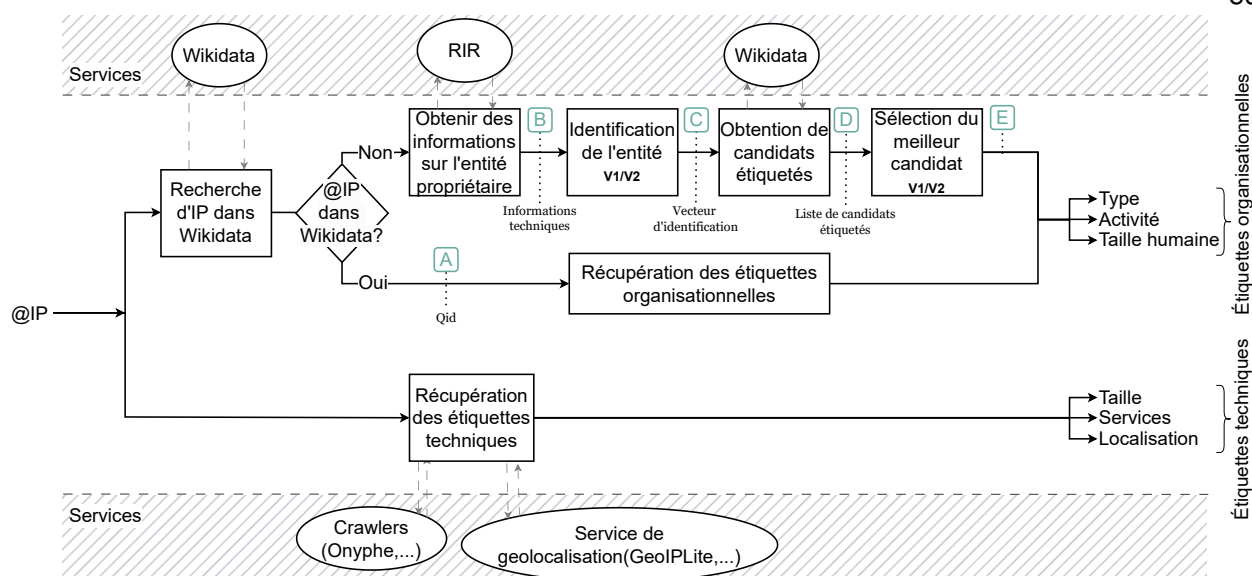 Wikidata
RIR
Wikidata
Services
Obtenir des
informations
sur l'entité
propriétaire
B
Identification
de l'entité
V1/V2
C
Obtention de
candidats
étiquetés
D
Sélection du
meilleur
candidat
V1/V2
E
Non
Recherche
d'IP dans
Wikidata
@IP
dans
Wikidata?
Informations
techniques
Vecteur
d'identification
Liste de candidats
étiquetés
Type
Activité
Taille humaine
Étiquettes organisationnelles
Oui
A
Qid
Récupération des étiquettes
organisationnelles
@IP
Récupération
des étiquettes
techniques
Taille
Services
Localisation
Étiquettes techniques
Services
Crawlers
(Onyphe,...)
Service de
geolocalisation(GeoIPLite,...)